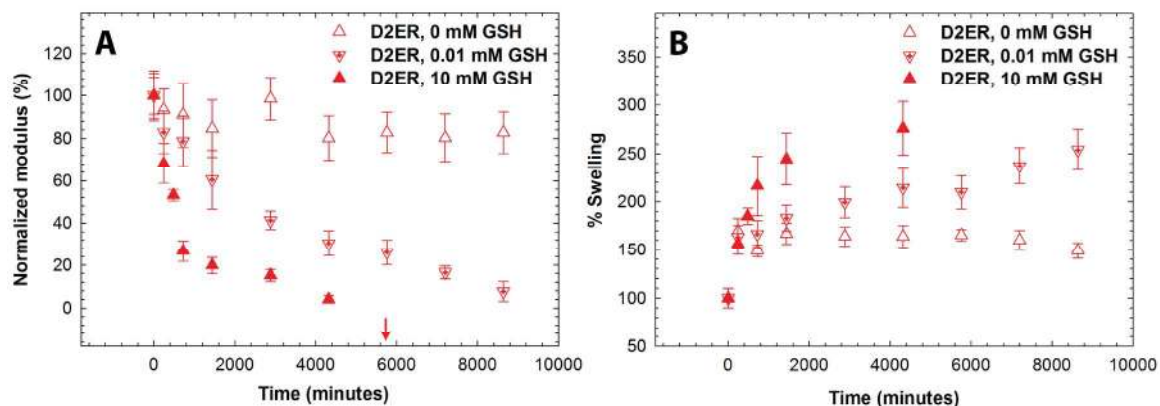 A
D2ER, 0 mM GSH
D2ER, 0.01 mM GSH
D2ER, 10 mM GSH
Normalized modulus (%)
120
100
80
60
40
20
0
0 2000 4000 6000 8000 10000
Time (minutes)
B
D2ER, 0 mM GSH
D2ER, 0.01 mM GSH
D2ER, 10 mM GSH
% Swelling
350
300
250
200
150
100
50
0 2000 4000 6000 8000 10000
Time (minutes)